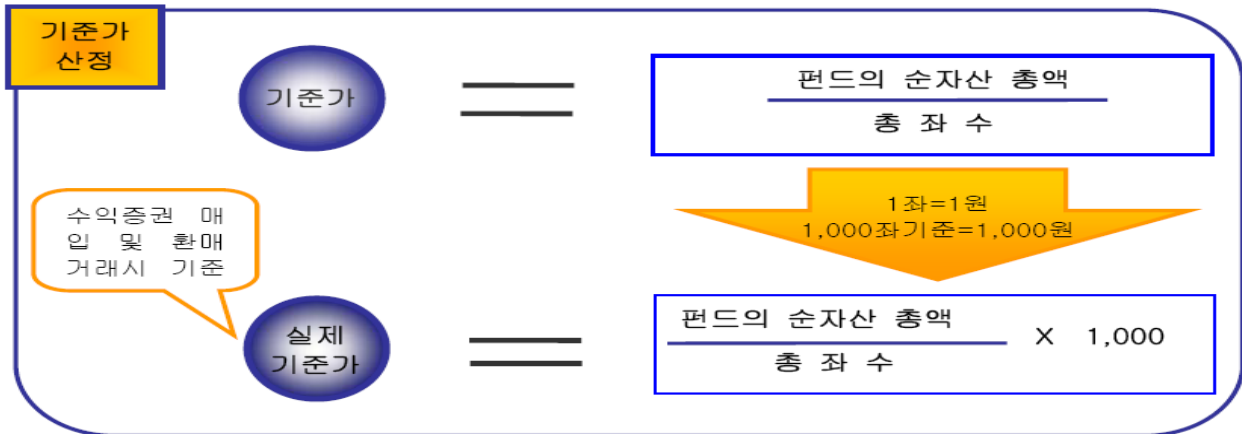 기준가
산정
기준가
펀드의 순자산 총액
총 좌 수
1좌=1원
1,000좌기준=1,000원
수익증권 매
입 및 환매
거래시 기준
실제
기준가
펀드의 순자산 총액
총 좌 수
X 1,000